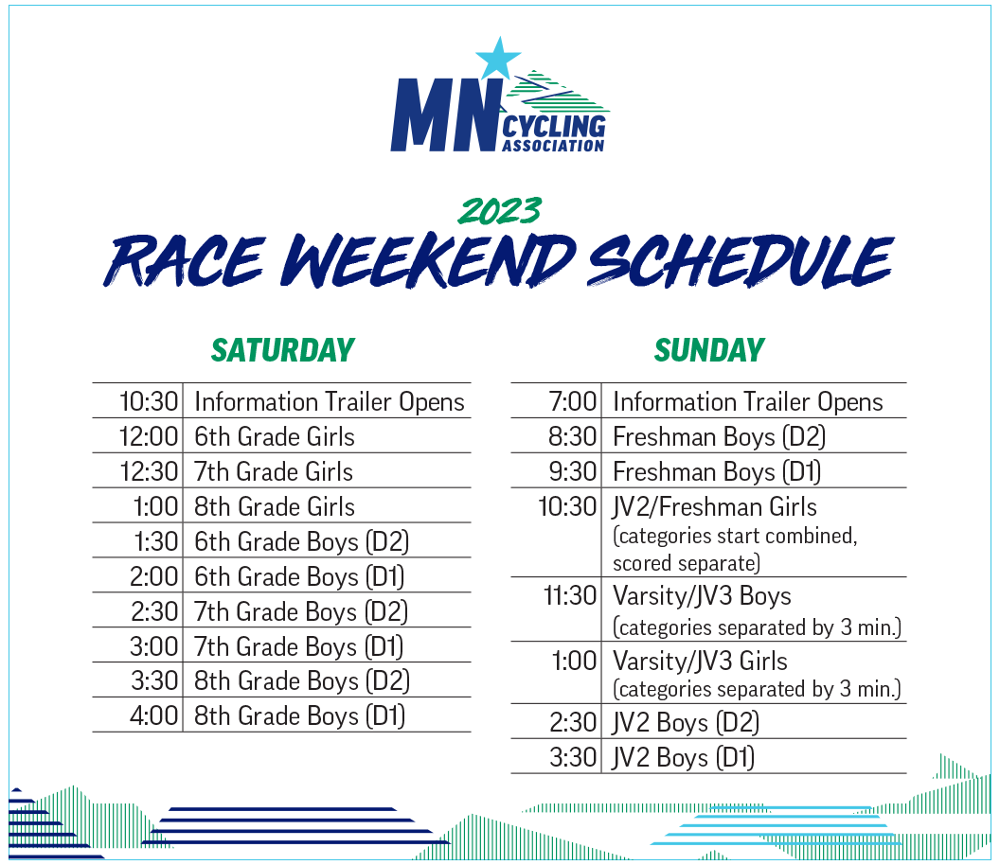 MN CYCLING
ASSOCIATION
2023
RACE WEEKEND SCHEDULE
SATURDAY
10:30 Information Trailer Opens
12:00 6th Grade Girls
12:30 7th Grade Girls
1:00 8th Grade Girls
1:30 6th Grade Boys (D2)
2:00 6th Grade Boys (D1)
2:30 7th Grade Boys (D2)
3:00 7th Grade Boys (D1)
3:30 8th Grade Boys (D2)
4:00 8th Grade Boys (D1)
SUNDAY
7:00 Information Trailer Opens
8:30 Freshman Boys (D2)
9:30 Freshman Boys (D1)
10:30 JV2/Freshman Girls
(categories start combined,
scored separate)
11:30 Varsity/JV3 Boys
(categories separated by 3 min.)
1:00 Varsity/JV3 Girls
(categories separated by 3 min.)
2:30 JV2 Boys (D2)
3:30 JV2 Boys (D1)